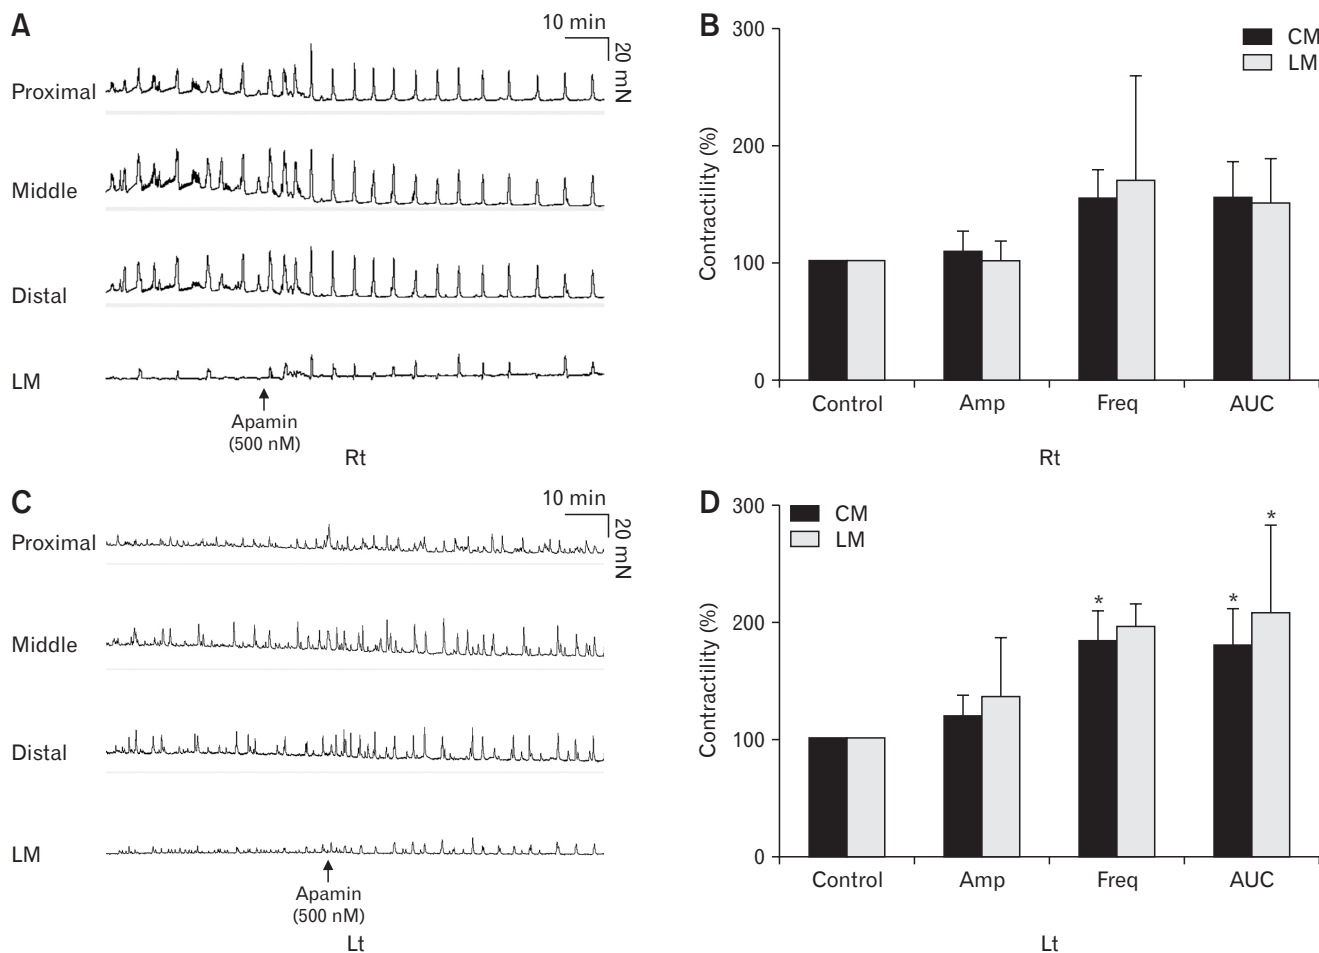 A
10 min
20 mN
Proximal
Middle
Distal
LM
Apamin
(500 nM)
Rt
B
300
200
100
0
Contractility (%)
CM
LM
Control
Amp
Freq
AUC
Rt
C
10 min
20 mN
Proximal
Middle
Distal
LM
Apamin
(500 nM)
Lt
D
300
200
100
0
Contractility (%)
CM
LM
*
*
*
Control
Amp
Freq
AUC
Lt